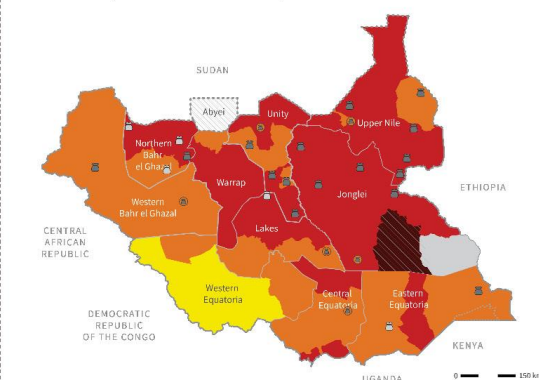 SUDAN
Abyei
Unity
Upper Nile
Northern
Bahr
el Ghazal
Warrap
Jonglei
ETHIOPIA
Western
Bahr el Ghazal
Lakes
CENTRAL
AFRICAN
REPUBLIC
Western
Equatoria
Central
Equatoria
Eastern
Equatoria
DEMOCRATIC
REPUBLIC
OF THE CONGO
KENYA
UGANDA
0 150 km